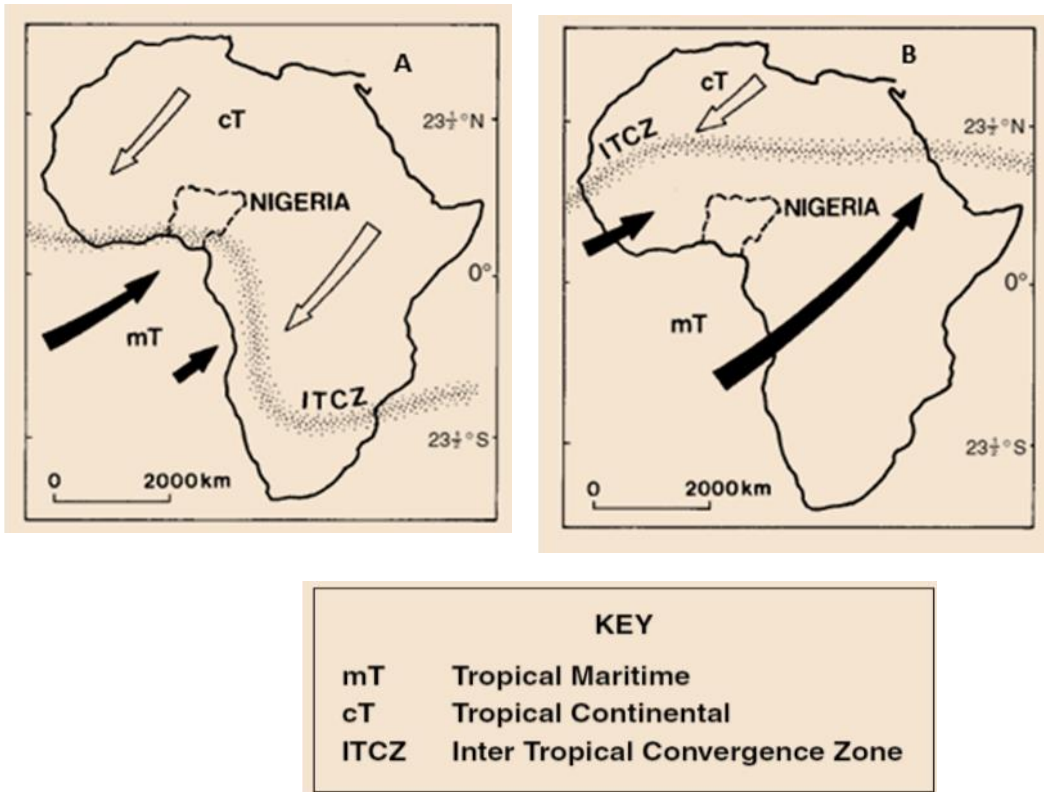 A
cT
23½°N
NIGERIA
0°
mT
ITCZ
23½°S
0 2000km
B
cT
ITCZ
23½°N
NIGERIA
0°
mT
23½°S
0 2000km
KEY
mT Tropical Maritime
cT Tropical Continental
ITCZ Inter Tropical Convergence Zone